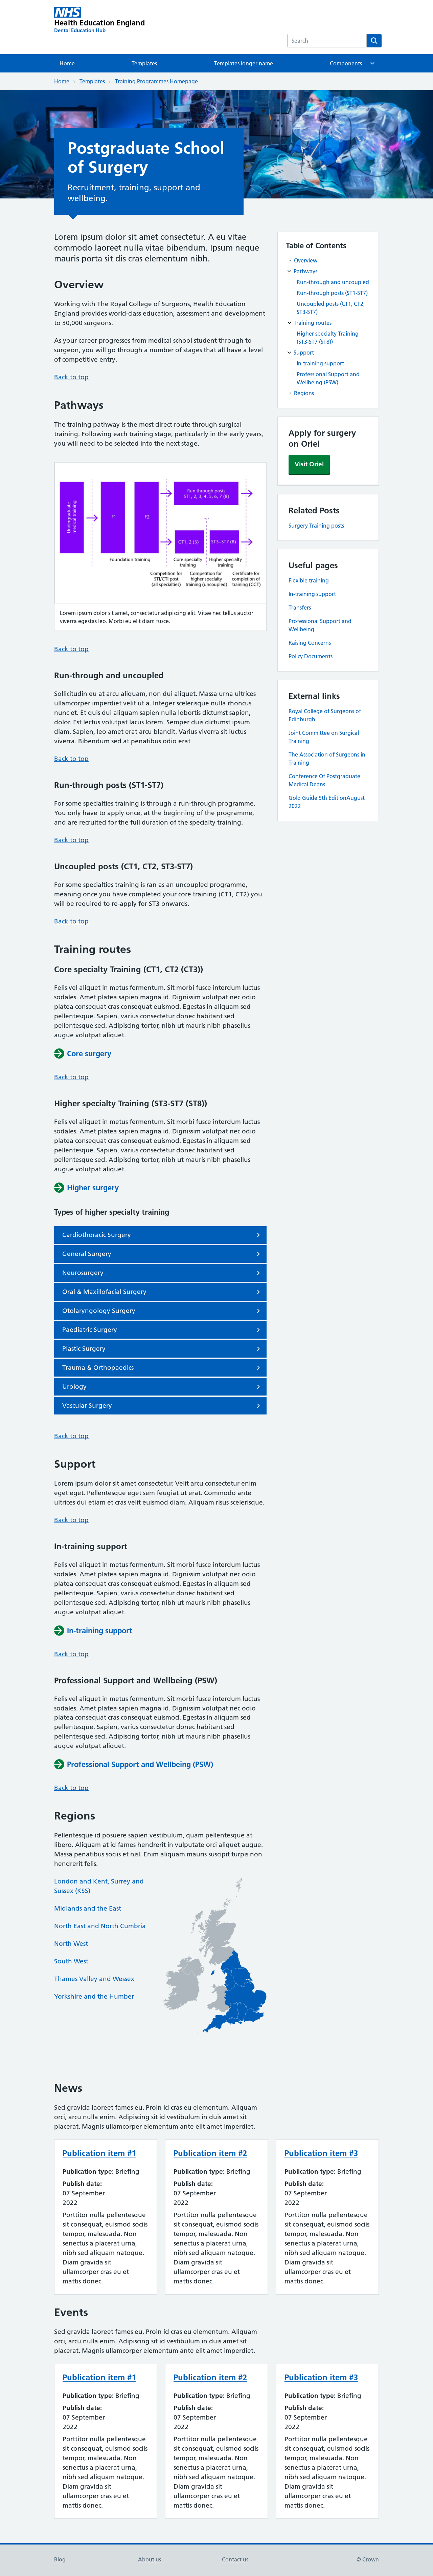 NHS
Health Education England
Dental Education Hub
Search
Home
Templates
Templates longer name
Components
Home
Templates
Training Programmes Homepage
Postgraduate School
of Surgery
Recruitment, training, support and
wellbeing.
Lorem ipsum dolor sit amet consectetur. A eu vitae
commodo laoreet nulla vitae bibendum. Ipsum neque
mauris porta sit dis cras elementum nibh.
Overview
Working with The Royal College of Surgeons, Health Education
England provides workforce development, assessment and development
to 30,000 surgeons.
As your career progresses from medical school student through to
surgeon, you will go through a number of stages that all have a level
of competitive entry.
Back to top
Pathways
The training pathway is the most direct route through surgical
training. Following each training stage, particularly in the early years,
you will need to be selected into the next stage.
Undergraduate
medical training
F1
F2
Run through posts
ST1, 2, 3, 4, 5, 6, 7 (8)
CT1, 2 (3)
ST3–ST7 (8)
Foundation training
Core specialty
training
Higher specialty
training
Competition for
ST/CT1 post
(all specialties)
Competition for
higher specialty
training (uncoupled)
Certificate for
completion of
training (CCT)
Lorem ipsum dolor sit amet, consectetur adipiscing elit. Vitae nec tellus auctor
viverra egestas leo. Morbi eu elit diam fusce.
Back to top
Run-through and uncoupled
Sollicitudin eu at arcu aliquam, non dui aliquet. Massa urna ultrices
ullamcorper imperdiet velit ut a. Integer scelerisque fusce lobortis
enim. Quis id duis aliquam sapien nulla lobortis dictumst sapien,
dolor. Est lectus volutpat lacus lorem. Semper sed dictumst ipsum
diam. Sapien, leo amet erat arcu blandit. Varius ultrices sit sit sit
viverra. Bibendum sed at penatibus odio erat
Back to top
Run-through posts (ST1-ST7)
For some specialties training is through a run-through programme.
You only have to apply once, at the beginning of the programme,
and are recruited for the full duration of the specialty training.
Back to top
Uncoupled posts (CT1, CT2, ST3-ST7)
For some specialties training is ran as an uncoupled programme,
meaning once you have completed your core training (CT1, CT2) you
will be required to re-apply for ST3 onwards.
Back to top
Training routes
Core specialty Training (CT1, CT2 (CT3))
Felis vel aliquet in metus fermentum. Sit morbi fusce interdum luctus
sodales. Amet platea sapien magna id. Dignissim volutpat nec odio
platea consequat cras consequat euismod. Egestas in aliquam sed
pellentesque. Sapien, varius consectetur donec habitant sed
pellentesque. Adipiscing tortor, nibh ut mauris nibh phasellus
augue volutpat aliquet.
Core surgery
Back to top
Higher specialty Training (ST3-ST7 (ST8))
Felis vel aliquet in metus fermentum. Sit morbi fusce interdum luctus
sodales. Amet platea sapien magna id. Dignissim volutpat nec odio
platea consequat cras consequat euismod. Egestas in aliquam sed
pellentesque. Sapien, varius consectetur donec habitant sed
pellentesque. Adipiscing tortor, nibh ut mauris nibh phasellus
augue volutpat aliquet.
Higher surgery
Types of higher specialty training
Cardiothoracic Surgery
General Surgery
Neurosurgery
Oral & Maxillofacial Surgery
Otolaryngology Surgery
Paediatric Surgery
Plastic Surgery
Trauma & Orthopaedics
Urology
Vascular Surgery
Back to top
Support
Lorem ipsum dolor sit amet consectetur. Velit arcu consectetur enim
eget eget. Pellentesque eget sem feugiat ut erat. Commodo ante
ultrices dui etiam et cras velit euismod diam. Aliquam risus scelerisque.
Back to top
In-training support
Felis vel aliquet in metus fermentum. Sit morbi fusce interdum luctus
sodales. Amet platea sapien magna id. Dignissim volutpat nec odio
platea consequat cras consequat euismod. Egestas in aliquam sed
pellentesque. Sapien, varius consectetur donec habitant sed
pellentesque. Adipiscing tortor, nibh ut mauris nibh phasellus
augue volutpat aliquet.
In-training support
Back to top
Professional Support and Wellbeing (PSW)
Felis vel aliquet in metus fermentum. Sit morbi fusce interdum luctus
sodales. Amet platea sapien magna id. Dignissim volutpat nec odio
platea consequat cras consequat euismod. Egestas in aliquam sed
pellentesque. Sapien, varius consectetur donec habitant sed
pellentesque. Adipiscing tortor, nibh ut mauris nibh phasellus
augue volutpat aliquet.
Professional Support and Wellbeing (PSW)
Back to top
Regions
Pellentesque id posuere sapien vestibulum, quam pellentesque at
libero. Aliquam at id fames hendrerit in vulputate orci aliquet augue.
Massa penatibus sociis et nisl. Enim aliquam mauris suscipit turpis non
hendrerit felis.
London and Kent, Surrey and
Sussex (KSS)
Midlands and the East
North East and North Cumbria
North West
South West
Thames Valley and Wessex
Yorkshire and the Humber
Table of Contents
Overview
Pathways
Run-through and uncoupled
Run-through posts (ST1-ST7)
Uncoupled posts (CT1, CT2,
ST3-ST7)
Training routes
Higher specialty Training
(ST3-ST7 (ST8))
Support
In-training support
Professional Support and
Wellbeing (PSW)
Regions
Apply for surgery
on Oriel
Visit Oriel
Related Posts
Surgery Training posts
Useful pages
Flexible training
In-training support
Transfers
Professional Support and
Wellbeing
Raising Concerns
Policy Documents
External links
Royal College of Surgeons of
Edinburgh
Joint Committee on Surgical
Training
The Association of Surgeons in
Training
Conference Of Postgraduate
Medical Deans
Gold Guide 9th EditionAugust
2022
News
Sed gravida laoreet fames eu. Proin id cras eu elementum. Aliquam
orci, arcu nulla enim. Adipiscing sit id vestibulum in duis amet sit
placerat. Magnis ullamcorper elementum ante elit amet imperdiet.
Publication item #1
Publication type: Briefing
Publish date:
07 September
2022
Porttitor nulla pellentesque
sit consequat, euismod sociis
tempor, malesuada. Non
senectus a placerat urna,
nibh sed aliquam natoque.
Diam gravida sit
ullamcorper cras eu et
mattis donec.
Publication item #2
Publication type: Briefing
Publish date:
07 September
2022
Porttitor nulla pellentesque
sit consequat, euismod sociis
tempor, malesuada. Non
senectus a placerat urna,
nibh sed aliquam natoque.
Diam gravida sit
ullamcorper cras eu et
mattis donec.
Publication item #3
Publication type: Briefing
Publish date:
07 September
2022
Porttitor nulla pellentesque
sit consequat, euismod sociis
tempor, malesuada. Non
senectus a placerat urna,
nibh sed aliquam natoque.
Diam gravida sit
ullamcorper cras eu et
mattis donec.
Events
Sed gravida laoreet fames eu. Proin id cras eu elementum. Aliquam
orci, arcu nulla enim. Adipiscing sit id vestibulum in duis amet sit
placerat. Magnis ullamcorper elementum ante elit amet imperdiet.
Publication item #1
Publication type: Briefing
Publish date:
07 September
2022
Porttitor nulla pellentesque
sit consequat, euismod sociis
tempor, malesuada. Non
senectus a placerat urna,
nibh sed aliquam natoque.
Diam gravida sit
ullamcorper cras eu et
mattis donec.
Publication item #2
Publication type: Briefing
Publish date:
07 September
2022
Porttitor nulla pellentesque
sit consequat, euismod sociis
tempor, malesuada. Non
senectus a placerat urna,
nibh sed aliquam natoque.
Diam gravida sit
ullamcorper cras eu et
mattis donec.
Publication item #3
Publication type: Briefing
Publish date:
07 September
2022
Porttitor nulla pellentesque
sit consequat, euismod sociis
tempor, malesuada. Non
senectus a placerat urna,
nibh sed aliquam natoque.
Diam gravida sit
ullamcorper cras eu et
mattis donec.
Blog
About us
Contact us
© Crown